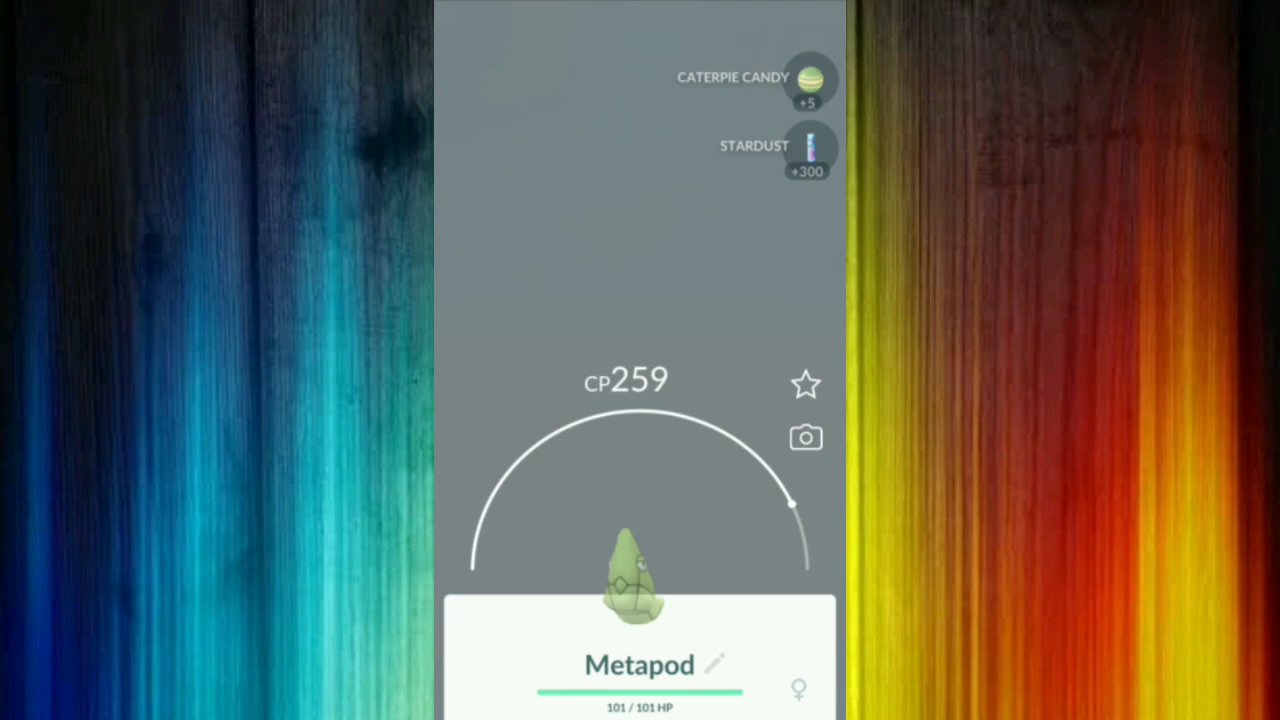 CATERPIE CANDY
+5
STARDUST
+300
CP259
Metapod
101 / 101 HP